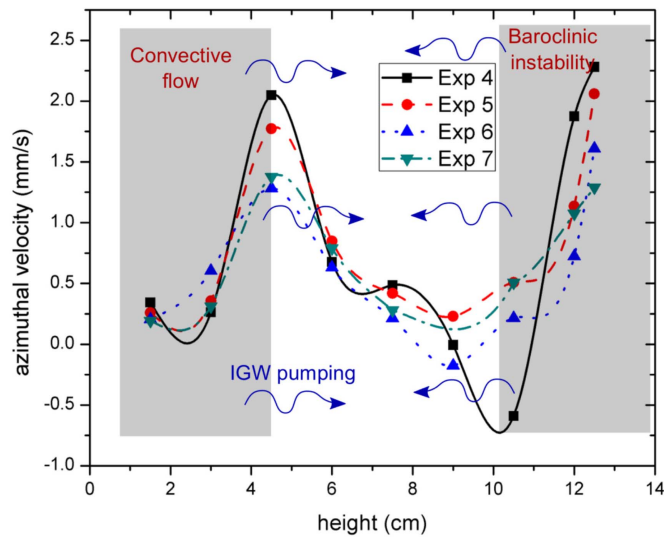 2.5
2.0
1.5
1.0
0.5
0.0
-0.5
-1.0
azimuthal velocity (mm/s)
Convective
flow
Baroclinic
instability
Exp 4
Exp 5
Exp 6
Exp 7
IGW pumping
0 2 4 6 8 10 12 14
height (cm)